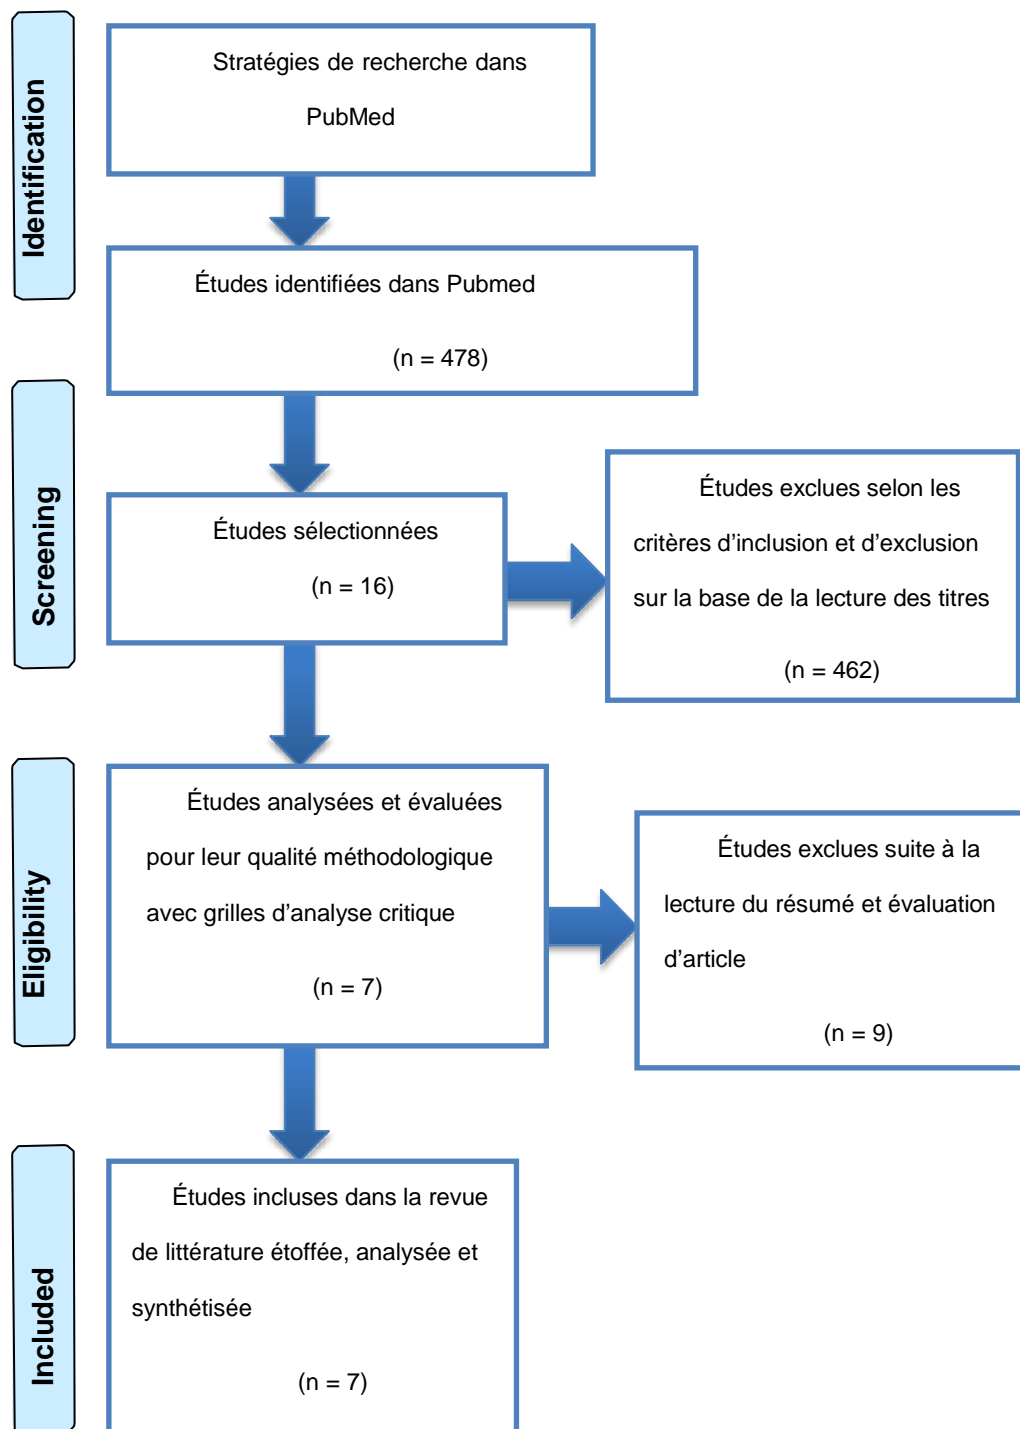 Identification
Stratégies de recherche dans
PubMed
Études identifiées dans Pubmed
(n = 478)
Screening
Études sélectionnées
(n = 16)
Études exclues selon les
critères d’inclusion et d’exclusion
sur la base de la lecture des titres
(n = 462)
Eligibility
Études analysées et évaluées
pour leur qualité méthodologique
avec grilles d’analyse critique
(n = 7)
Études exclues suite à la
lecture du résumé et évaluation
d’article
(n = 9)
Included
Études incluses dans la revue
de littérature étoffée, analysée et
synthétisée
(n = 7)